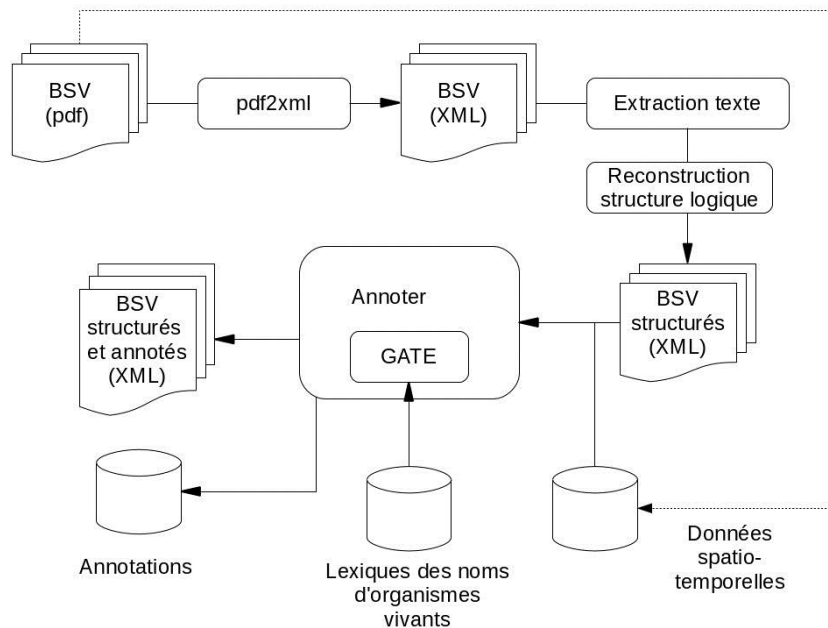 BSV
(pdf)
pdf2xml
BSV
(XML)
Extraction texte
Reconstruction
structure logique
BSV
structurés
et annotés
(XML)
Annoter
GATE
BSV
structurés
(XML)
Annotations
Lexiques des noms
d'organismes
vivants
Données
spatio-
temporelles